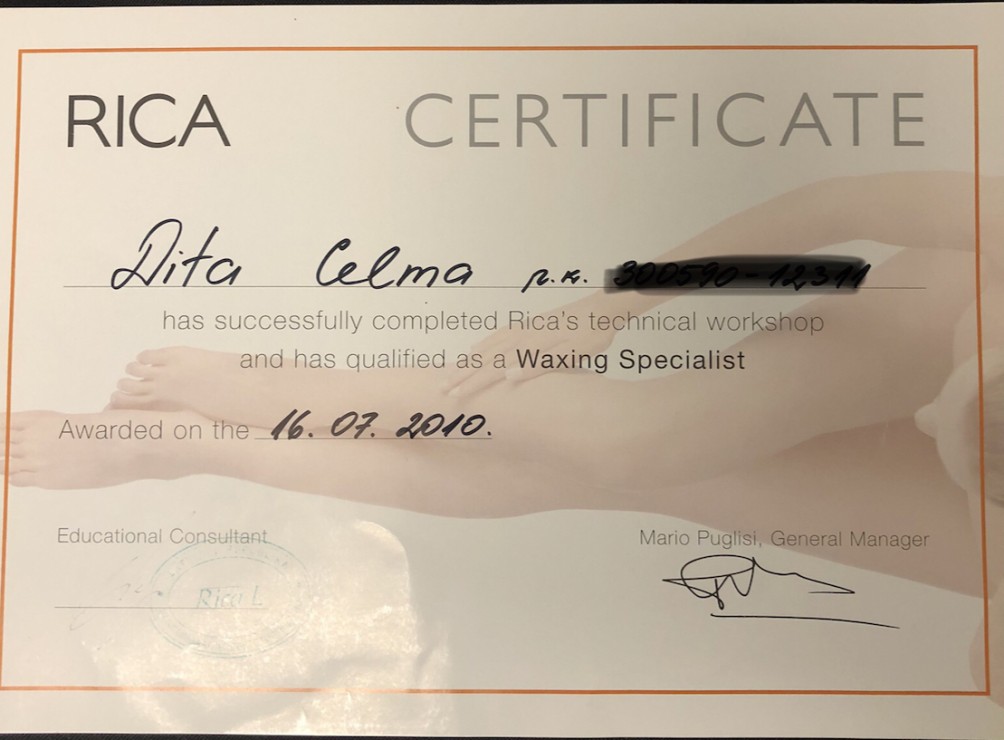 RICA CERTIFICATE
Dita Celma p.k.
has successfully completed Rica's technical workshop
and has qualified as a Waxing Specialist
Awarded on the 16. 07. 2010.
Educational Consultant Mario Puglisi, General Manager
Rica L